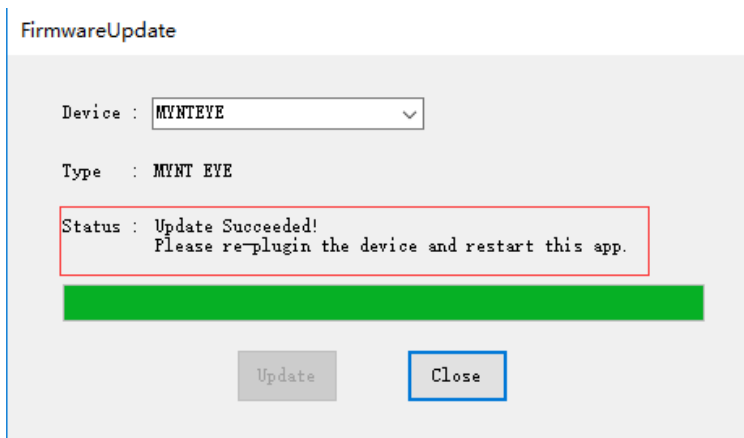 FirmwareUpdate
Device : MYNTEYE
Type : MYNT EYE
Status : Update Succeeded!
Please re-plugin the device and restart this app.
Update
Close